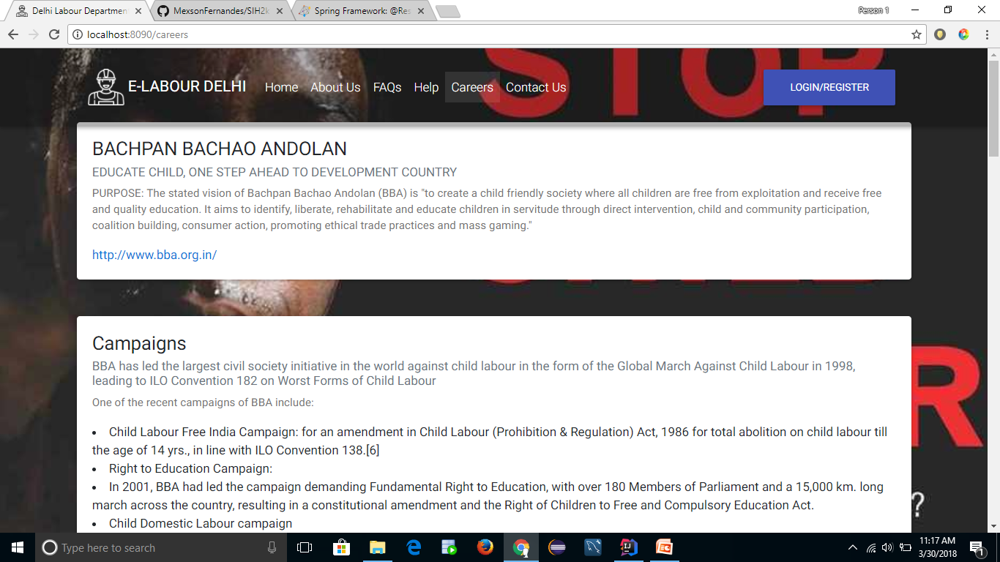 Delhi Labour Departmen
MexsonFernandes/SIH2k
Spring Framework: @Res
Person 1
localhost:8090/careers
STOP
E-LABOUR DELHI
Home
About Us
FAQs
Help
Careers
Contact Us
LOGIN/REGISTER
BACHPAN BACHAO ANDOLAN
EDUCATE CHILD, ONE STEP AHEAD TO DEVELOPMENT COUNTRY
PURPOSE: The stated vision of Bachpan Bachao Andolan (BBA) is "to create a child friendly society where all children are free from exploitation and receive free
and quality education. It aims to identify, liberate, rehabilitate and educate children in servitude through direct intervention, child and community participation,
coalition building, consumer action, promoting ethical trade practices and mass gaming."
http://www.bba.org.in/
Campaigns
BBA has led the largest civil society initiative in the world against child labour in the form of the Global March Against Child Labour in 1998,
leading to ILO Convention 182 on Worst Forms of Child Labour
One of the recent campaigns of BBA include:
• Child Labour Free India Campaign: for an amendment in Child Labour (Prohibition & Regulation) Act, 1986 for total abolition on child labour till
the age of 14 yrs., in line with ILO Convention 138.[6]
• Right to Education Campaign:
• In 2001, BBA had led the campaign demanding Fundamental Right to Education, with over 180 Members of Parliament and a 15,000 km. long
march across the country, resulting in a constitutional amendment and the Right of Children to Free and Compulsory Education Act.
• Child Domestic Labour campaign
R
?
Type here to search
11:17 AM
3/30/2018
1